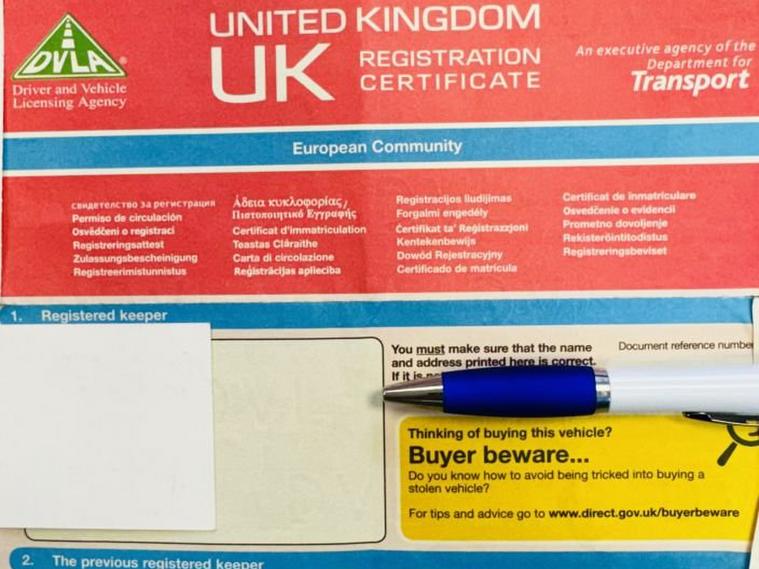 DVLA
Driver and Vehicle
Licensing Agency
UNITED KINGDOM
UK REGISTRATION
CERTIFICATE
An executive agency of the
Department for
Transport
European Community
свидетелство за регистрация
Permiso de circulación
Osvědčení o registraci
Registreringsattest
Zulassungsbescheinigung
Registreerimistunnistus
Άδεια κυκλοφορίας/
Πιστοποιητικό Εγγραφής
Certificat d'immatriculation
Teastas Cláraithe
Carta di circolazione
Reģistrācijas apliecība
Registracijos liudijimas
Forgalmi engedély
Ċertifikat ta' Reġistrazzjoni
Kentekenbewijs
Dowód Rejestracyjny
Certificado de matrícula
Certificat de înmatriculare
Osvedčenie o evidencii
Prometno dovoljenje
Rekisteröintitodistus
Registreringsbeviset
1. Registered keeper
You must make sure that the name
and address printed here is correct.
If it is
Document reference number
Thinking of buying this vehicle?
Buyer beware...
Do you know how to avoid being tricked into buying a
stolen vehicle?
For tips and advice go to www.direct.gov.uk/buyerbeware
2. The previous registered keeper